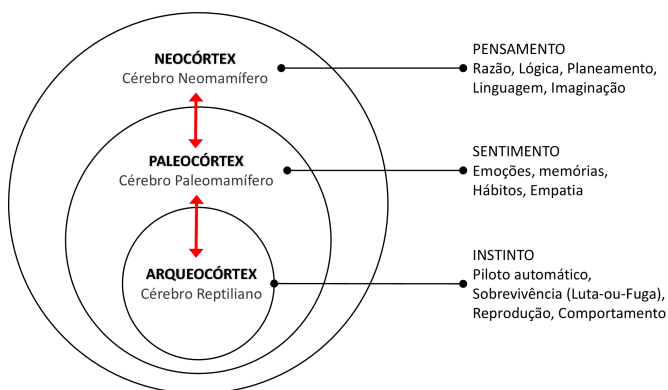 NEOCÓRTEX
Cérebro Neomamífero
PENSAMENTO
Razão, Lógica, Planeamento,
Linguagem, Imaginação
PALEOCÓRTEX
Cérebro Paleomamífero
SENTIMENTO
Emoções, memórias,
Hábitos, Empatia
ARQUEOCÓRTEX
Cérebro Reptiliano
INSTINTO
Piloto automático,
Sobrevivência (Luta-ou-Fuga),
Reprodução, Comportamento